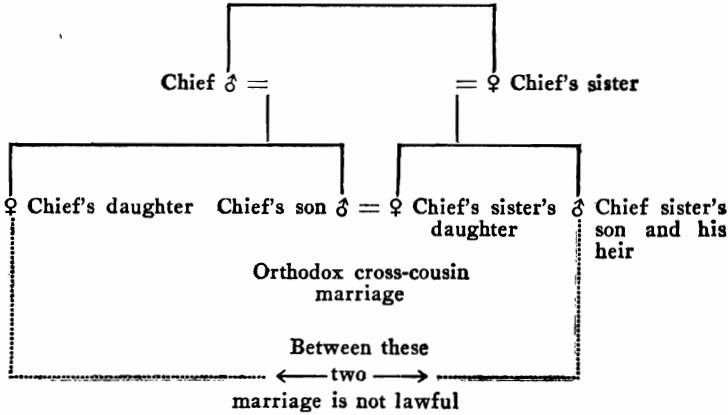 Chief ♂ =
= ♀ Chief's sister
♀ Chief's daughter
Chief's son ♂ = ♀ Chief's sister's
daughter
♂ Chief sister's
son and his
heir
Orthodox cross-cousin
marriage
Between these
two
marriage is not lawful